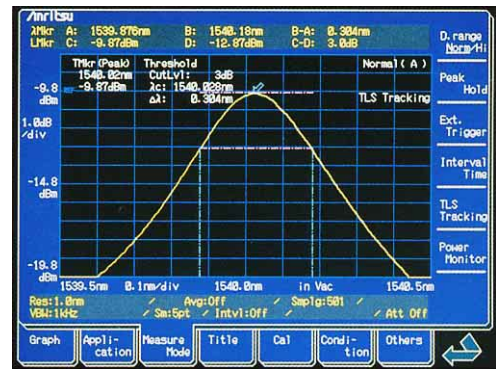 Anritsu
λMkr A: 1539.876nm B: 1540.18nm B-A: 0.304nm
LMkr C: -9.87dBm D: -12.87dBm C-D: 3.0dB
D.range
Norm/Hi
TMkr(Peak) Threshold Normal(A)
1540.02nm CutLvl: 3dB
-9.87dBm λc: 1540.028nm
Δλ: 0.304nm
TLS Tracking
-9.8
dBm
1.0dB
/div
-14.8
dBm
-19.8
dBm
Peak
Hold
Ext.
Trigger
Interval
Time
TLS
Tracking
Power
Monitor
1539.5nm 0.1nm/div 1540.0nm in Vac 1540.5nm
Res:1.0nm / Avg:Off / Smplg:501 /
VBW:1kHz / Sm:5pt / Intvl:Off / / Att Off
Graph
Appli-
cation
Measure
Mode
Title
Cal
Condi-
tion
Others